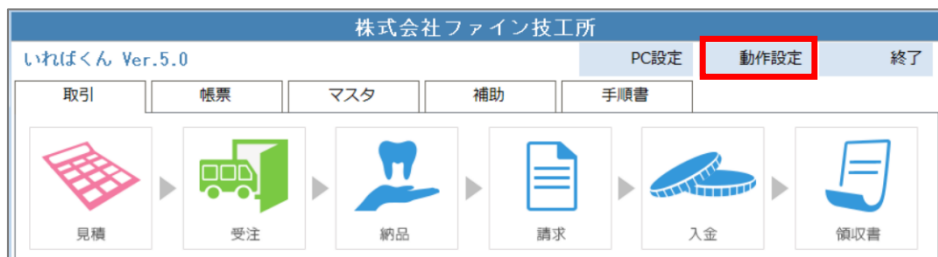 株式会社ファイン技工所
いればくん Ver.5.0 PC設定 動作設定 終了
取引 帳票 マスタ 補助 手順書
見積 受注 納品 請求 入金 領収書